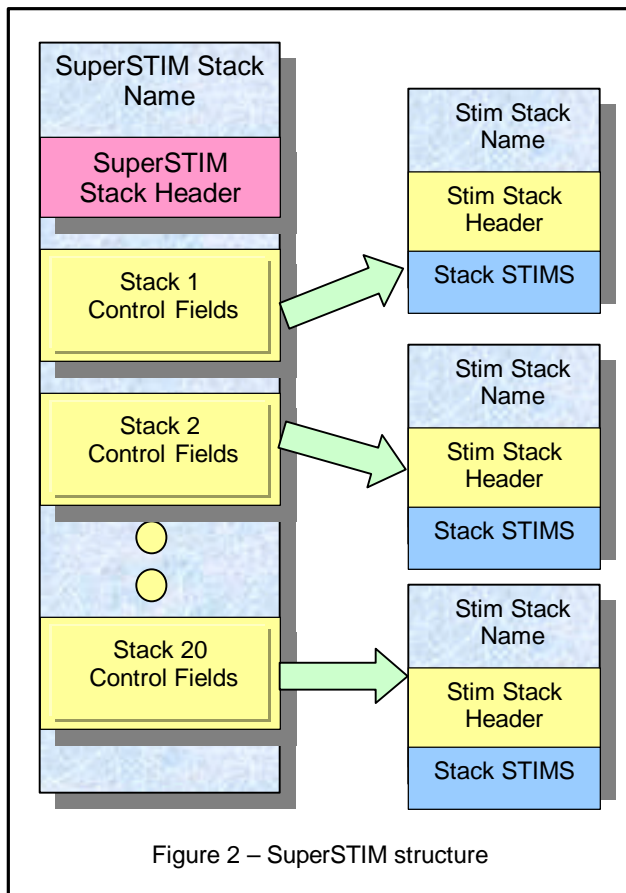 SuperSTIM Stack
Name
SuperSTIM
Stack Header
Stack 1
Control Fields
Stack 2
Control Fields
Stack 20
Control Fields
Stim Stack
Name
Stim Stack
Header
Stack STIMS
Stim Stack
Name
Stim Stack
Header
Stack STIMS
Stim Stack
Name
Stim Stack
Header
Stack STIMS
Figure 2 – SuperSTIM structure